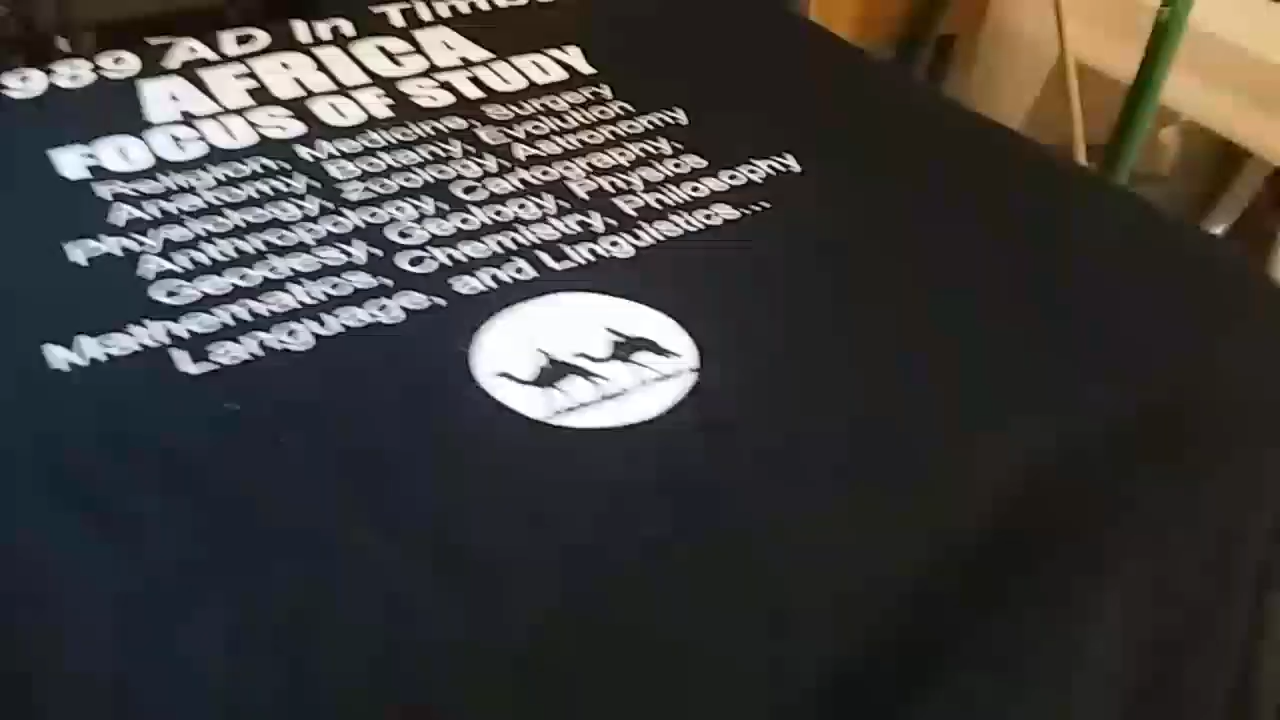 989 AD In Timbu
AFRICA
FOCUS OF STUDY
Religion, Medicine, Surgery
Anatomy, Botany, Evolution
Physiology, Zoology, Astronomy
Anthropology, Cartography,
Geodesy, Geology, Physics
Mathematics, Chemistry, Philosophy
Language, and Linguistics...